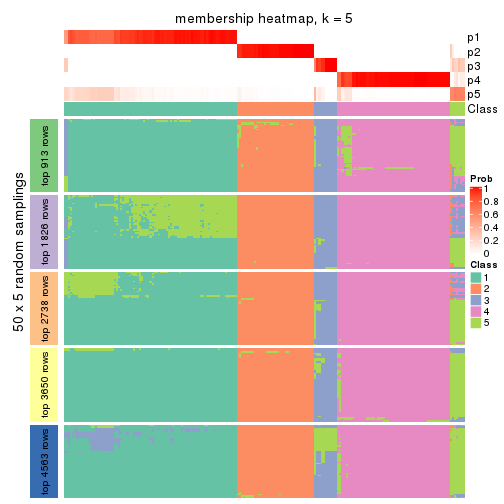 membership heatmap, k = 5
p1
p2
p3
p4
p5
Class
50 x 5 random samplings
top 913 rows
top 1826 rows
top 2738 rows
top 3650 rows
top 4563 rows
Prob
1
0.8
0.6
0.4
0.2
0
Class
1
2
3
4
5